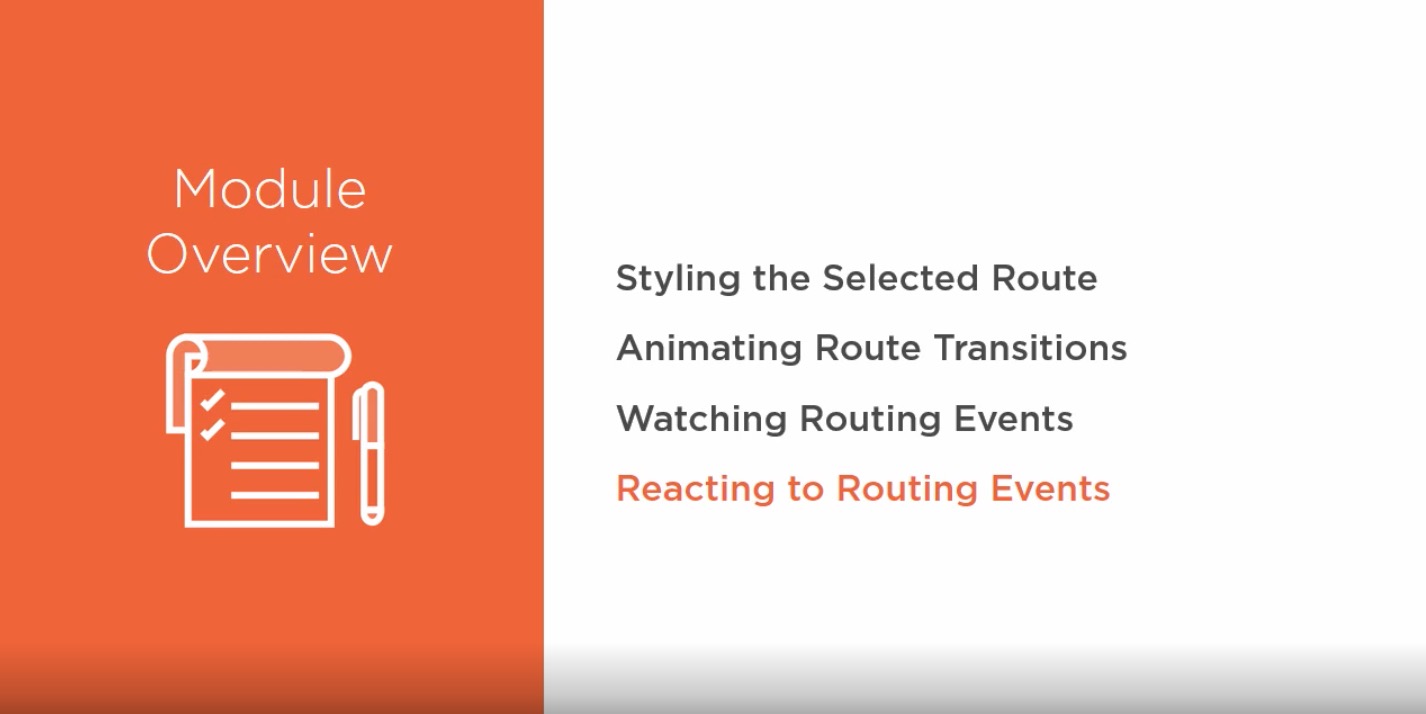 Module
Overview
Styling the Selected Route
Animating Route Transitions
Watching Routing Events
Reacting to Routing Events